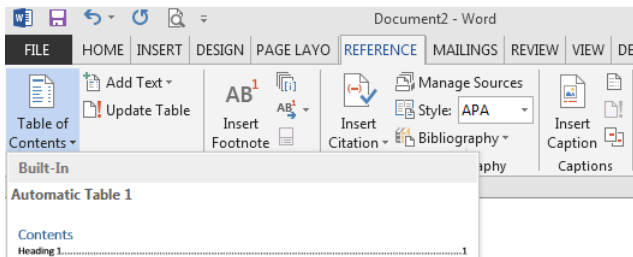 Document2 - Word
FILE HOME INSERT DESIGN PAGE LAYO REFERENCE MAILINGS REVIEW VIEW DE
Table of Contents
Add Text
Update Table
AB1
Insert Footnote
AB1
Insert Citation
Manage Sources
Style: APA
Bibliography
Insert Caption
aphy
Captions
Built-In
Automatic Table 1
Contents
Heading 1 1